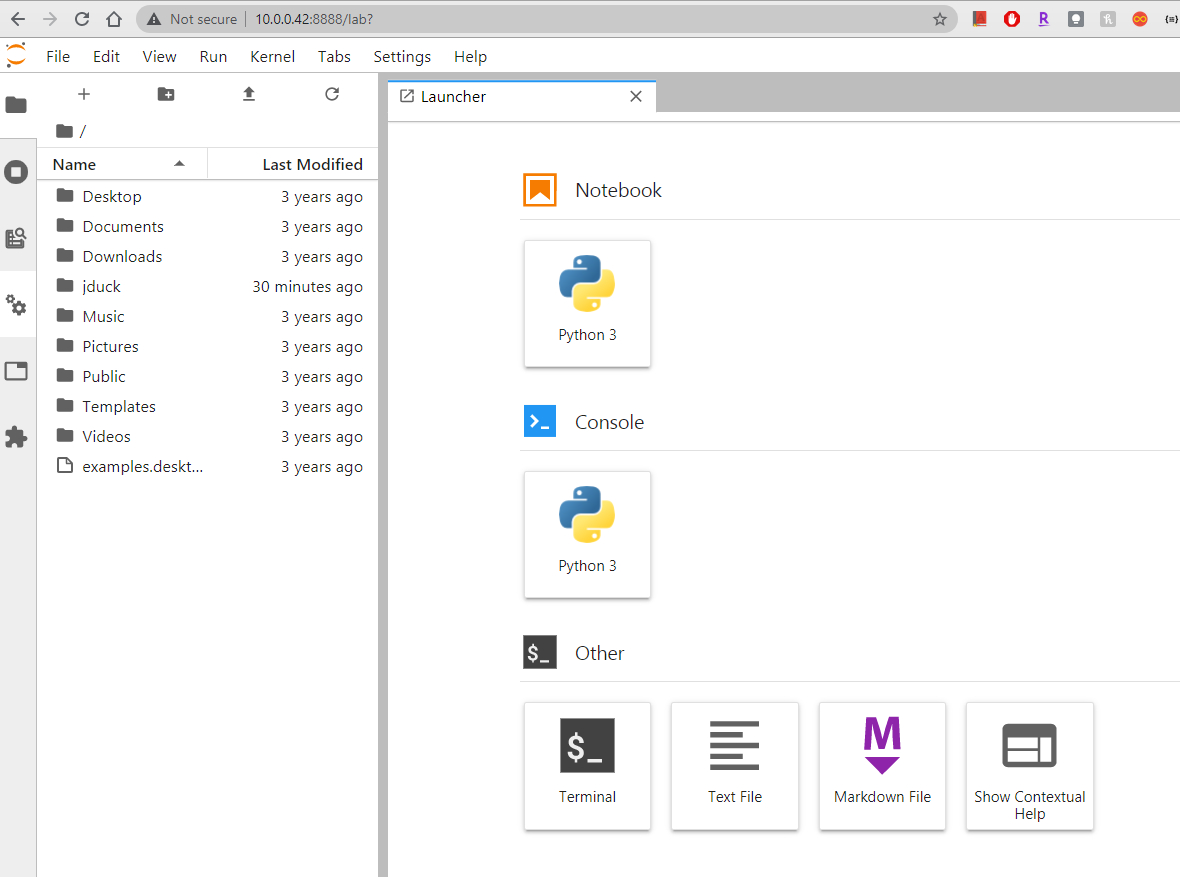 Not secure 10.0.0.42:8888/lab?
File Edit View Run Kernel Tabs Settings Help
Launcher
/
Name Last Modified
Desktop 3 years ago
Documents 3 years ago
Downloads 3 years ago
jduck 30 minutes ago
Music 3 years ago
Pictures 3 years ago
Public 3 years ago
Templates 3 years ago
Videos 3 years ago
examples.deskt... 3 years ago
Notebook
Python 3
Console
Python 3
$_ Other
$_
Terminal
Text File
M
Markdown File
Show Contextual
Help